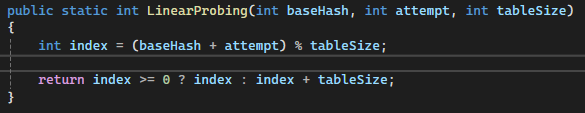 public static int LinearProbing(int baseHash, int attempt, int tableSize)
{
    int index = (baseHash + attempt) % tableSize;
    return index >= 0 ? index : index + tableSize;
}